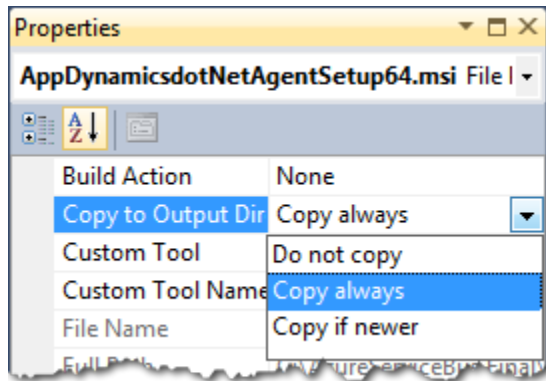 Properties
AppDynamicsdotNetAgentSetup64.msi File
Build Action None
Copy to Output Dir Copy always
Custom Tool Do not copy
Custom Tool Name Copy always
File Name Copy if newer